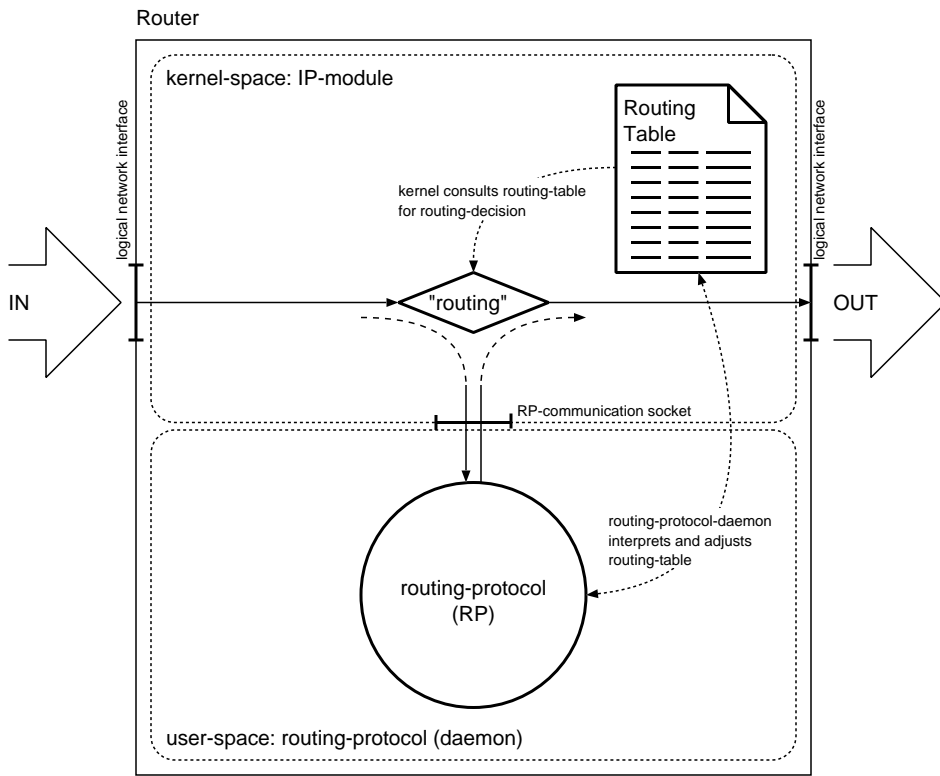 Router
kernel-space: IP-module
Routing
Table
logical network interface
logical network interface
kernel consults routing-table
for routing-decision
IN
"routing"
OUT
RP-communication socket
routing-protocol-daemon
interprets and adjusts
routing-table
routing-protocol
(RP)
user-space: routing-protocol (daemon)